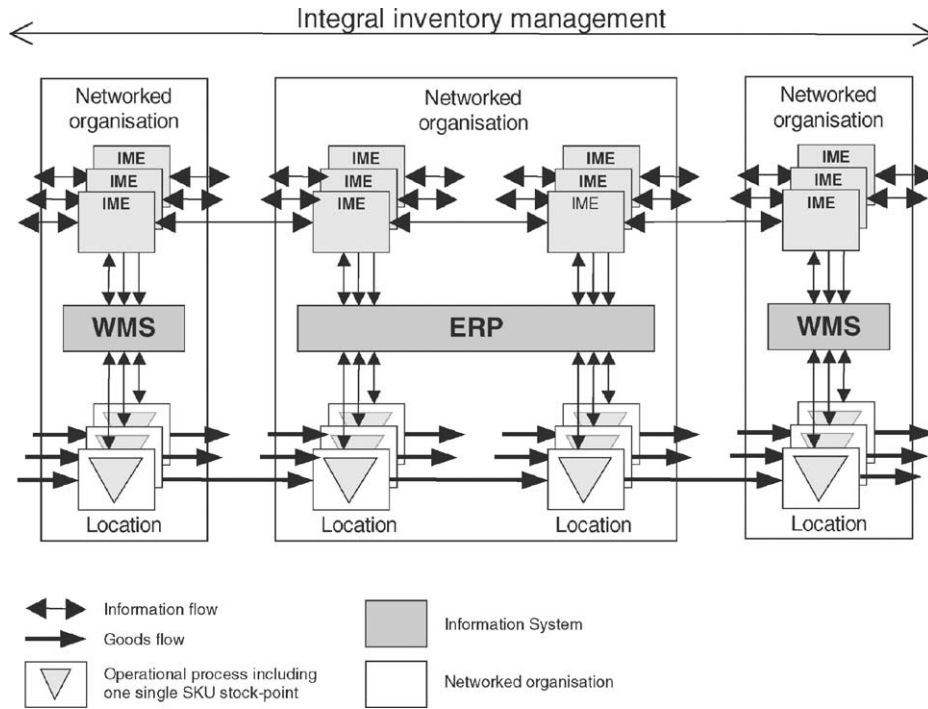 Integral inventory management
Networked
organisation
Networked
organisation
Networked
organisation
IME
IME
IME
IME
IME
IME
IME
IME
IME
IME
IME
IME
WMS
ERP
WMS
Location
Location
Location
Location
Information flow
Goods flow
Operational process including
one single SKU stock-point
Information System
Networked organisation